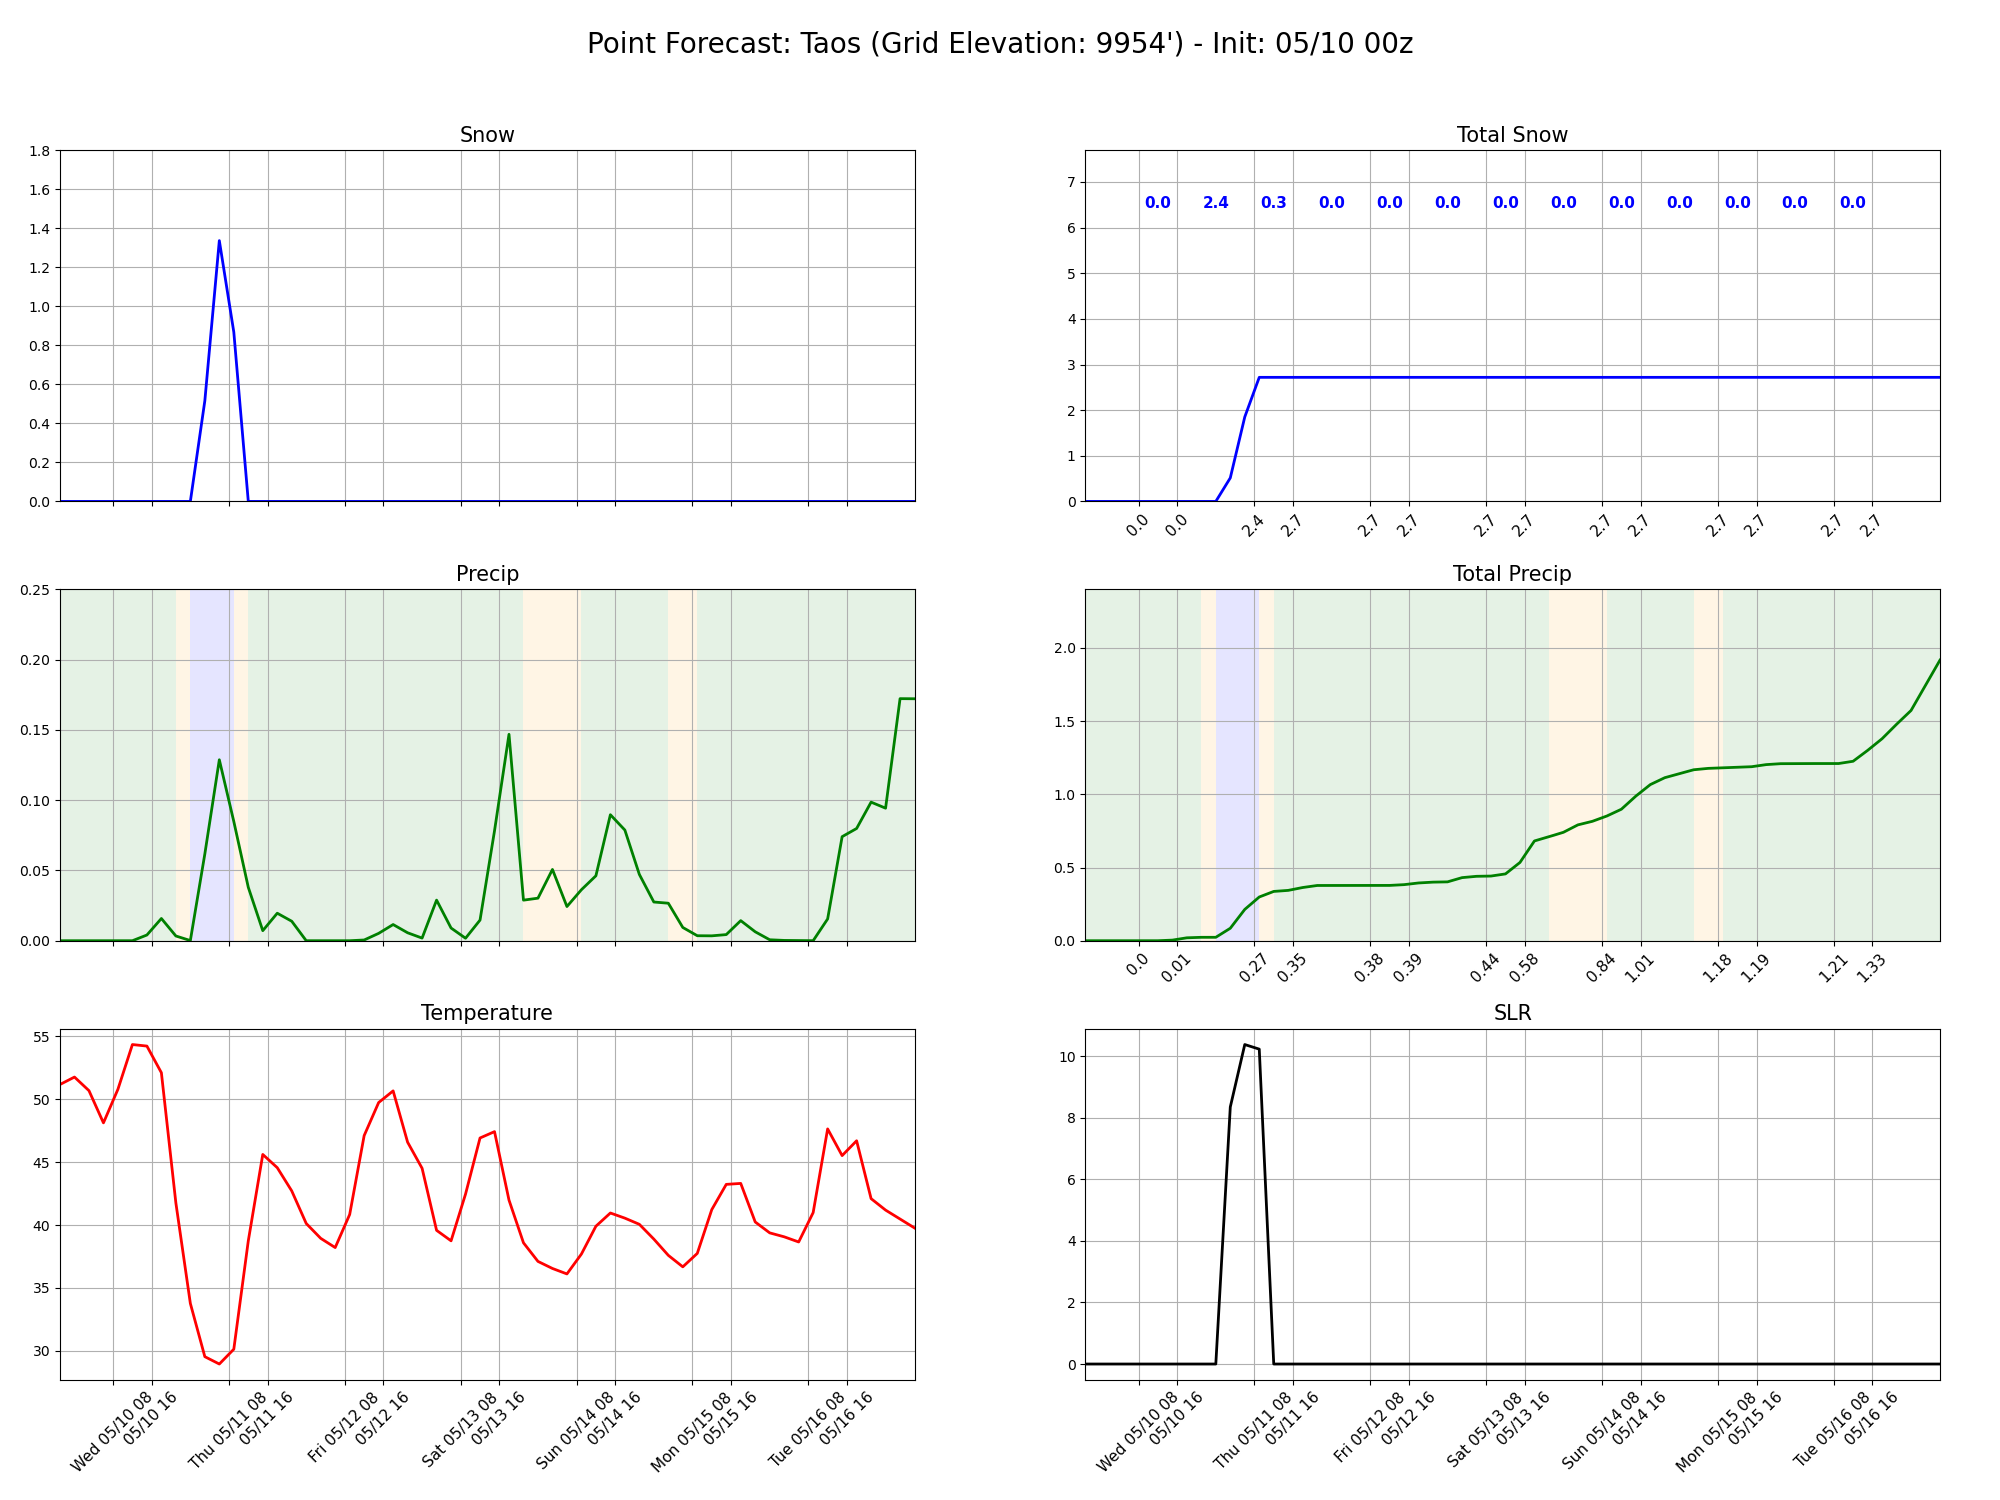 Point Forecast: Taos (Grid Elevation: 9954') - Init: 05/10 00z
Snow
1.8
1.6
1.4
1.2
1.0
0.8
0.6
0.4
0.2
0.0
Total Snow
7
6
5
4
3
2
1
0
0.0 2.4 0.3 0.0 0.0 0.0 0.0 0.0 0.0 0.0 0.0 0.0 0.0
0.0 0.0 2.4 2.7 2.7 2.7 2.7 2.7 2.7 2.7 2.7 2.7 2.7 2.7
Precip
0.25
0.20
0.15
0.10
0.05
0.00
Total Precip
2.0
1.5
1.0
0.5
0.0
0.0 0.01 0.27 0.35 0.38 0.39 0.44 0.58 0.84 1.01 1.18 1.19 1.21 1.33
Temperature
55
50
45
40
35
30
Wed 05/10 08
05/10 16
Thu 05/11 08
05/11 16
Fri 05/12 08
05/12 16
Sat 05/13 08
05/13 16
Sun 05/14 08
05/14 16
Mon 05/15 08
05/15 16
Tue 05/16 08
05/16 16
SLR
10
8
6
4
2
0
Wed 05/10 08
05/10 16
Thu 05/11 08
05/11 16
Fri 05/12 08
05/12 16
Sat 05/13 08
05/13 16
Sun 05/14 08
05/14 16
Mon 05/15 08
05/15 16
Tue 05/16 08
05/16 16